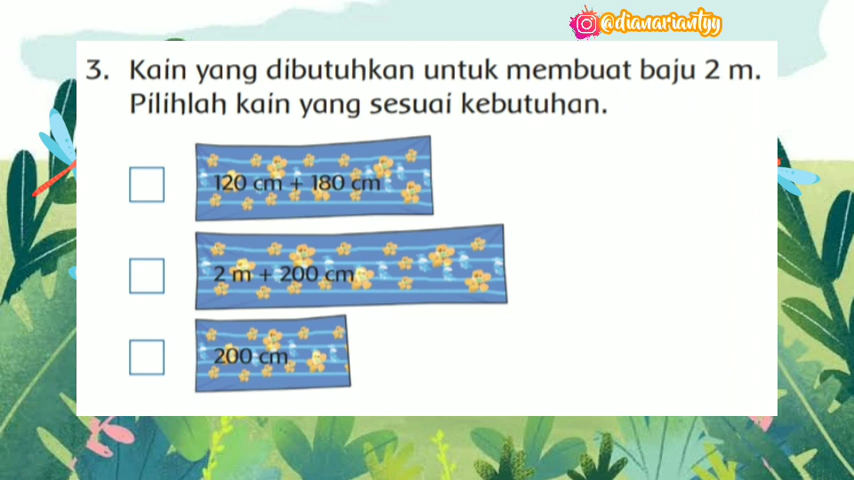 @dianariantyy
3. Kain yang dibutuhkan untuk membuat baju 2 m.
Pilihlah kain yang sesuai kebutuhan.
120 cm + 180 cm
2 m + 200 cm
200 cm